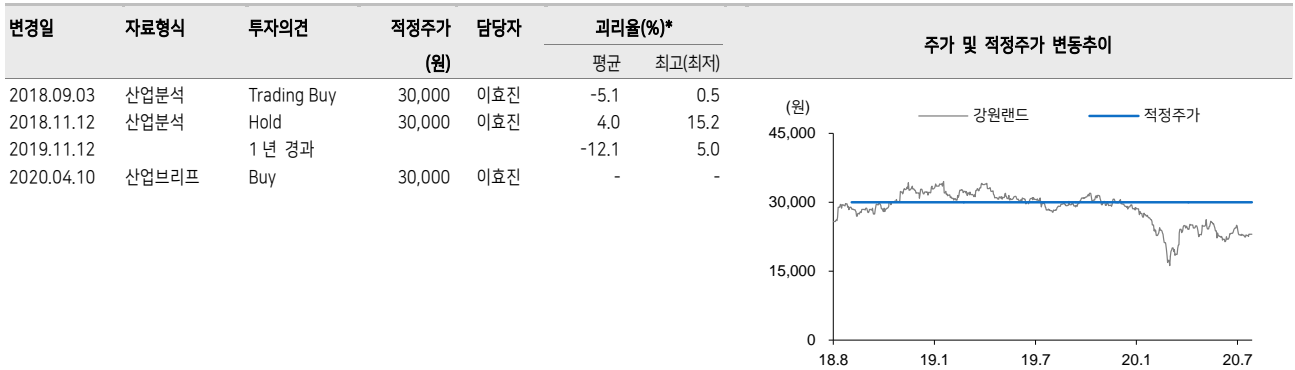 변경일 자료형식 투자의견 적정주가 담당자 괴리율(%)*
(원) 평균 최고(최저)
2018.09.03 산업분석 Trading Buy 30,000 이효진 -5.1 0.5
2018.11.12 산업분석 Hold 30,000 이효진 4.0 15.2
2019.11.12 1년 경과 -12.1 5.0
2020.04.10 산업브리프 Buy 30,000 이효진 - -
주가 및 적정주가 변동추이
(원)
강원랜드 적정주가
45,000
30,000
15,000
0
18.8 19.1 19.7 20.1 20.7